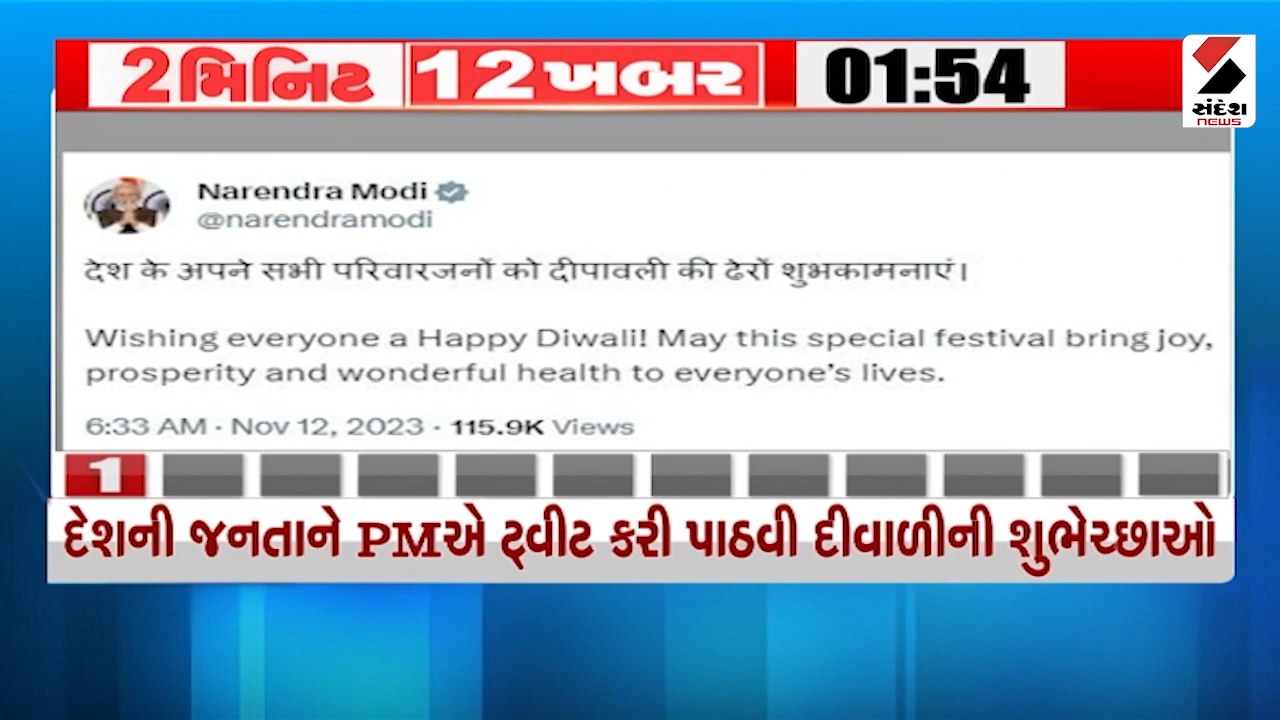 2 મિનિટ 12 ખબર 01:54
સંદેશ
NEWS
Narendra Modi
@narendramodi
देश के अपने सभी परिवारजनों को दीपावली की ढेरों शुभकामनाएं।
Wishing everyone a Happy Diwali! May this special festival bring joy,
prosperity and wonderful health to everyone's lives.
6:33 AM · Nov 12, 2023 · 115.9K Views
1
દેશની જનતાને PMએ ટ્વીટ કરી પાઠવી દીવાળીની શુભેચ્છાઓ